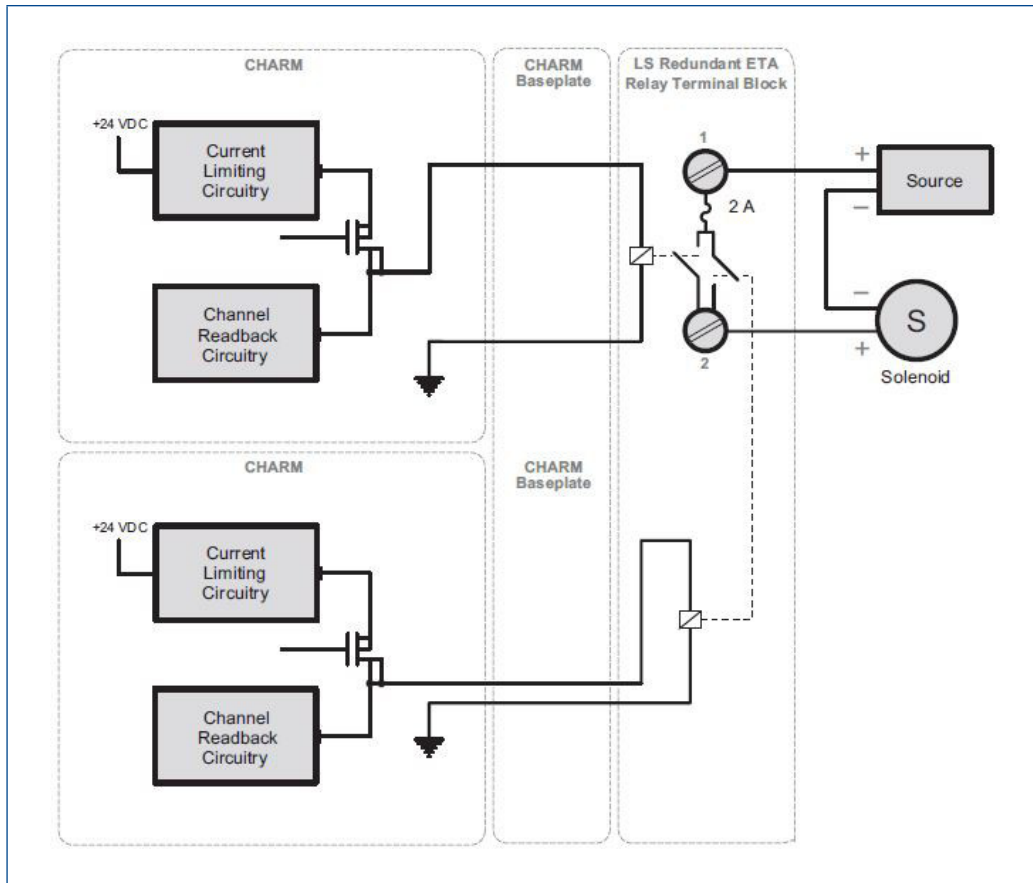 CHARM
CHARM
Baseplate
LS Redundant ETA
Relay Terminal Block
+24 VDC
Current
Limiting
Circuitry
Channel
Readback
Circuitry
1
2 A
2
+
Source
−
−
S
+
Solenoid
CHARM
CHARM
Baseplate
+24 VDC
Current
Limiting
Circuitry
Channel
Readback
Circuitry